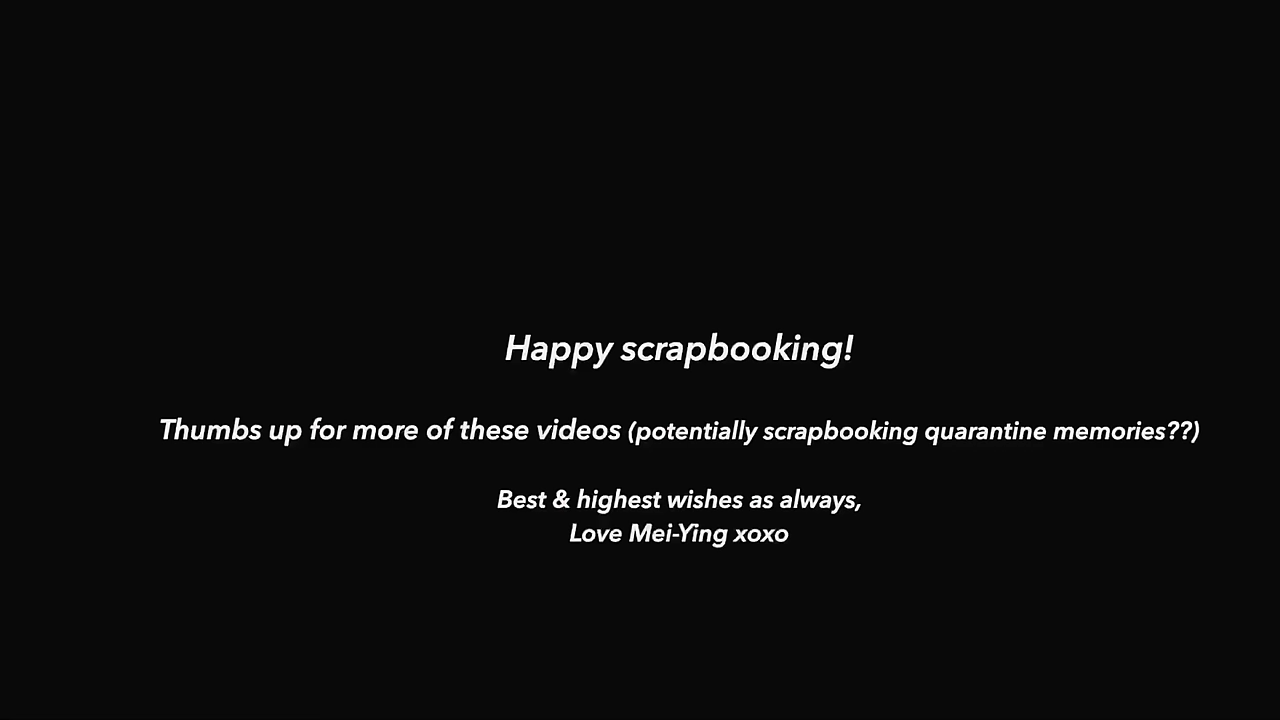 Happy scrapbooking!
Thumbs up for more of these videos (potentially scrapbooking quarantine memories??)
Best & highest wishes as always,
Love Mei-Ying xoxo